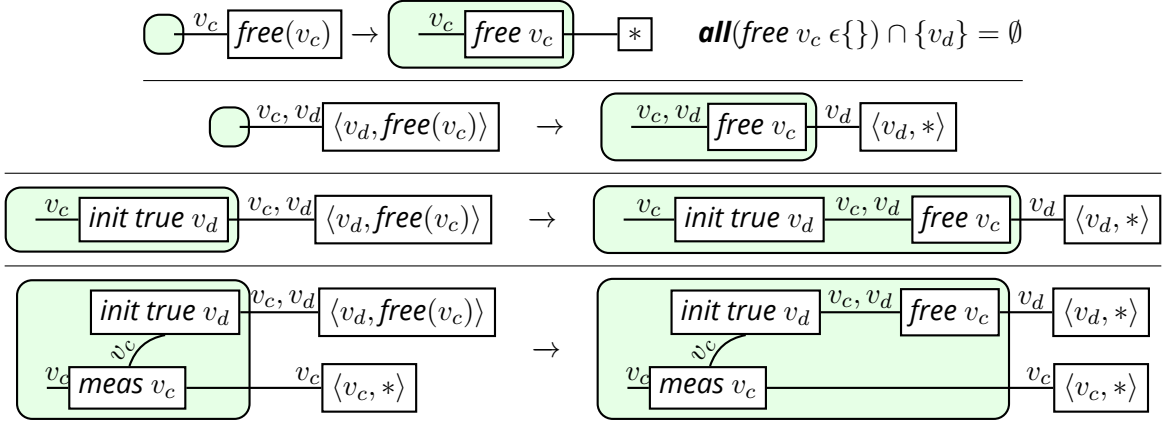 v_c free(v_c) → v_c free v_c * all(free v_c ϵ{}) ∩ {v_d} = ∅
v_c, v_d ⟨v_d, free(v_c)⟩ → v_c, v_d free v_c v_d ⟨v_d, *⟩
v_c init true v_d v_c, v_d ⟨v_d, free(v_c)⟩ → v_c init true v_d v_c, v_d free v_c v_d ⟨v_d, *⟩
init true v_d v_c, v_d ⟨v_d, free(v_c)⟩ → init true v_d v_c, v_d free v_c v_d ⟨v_d, *⟩
v_c v_c
v_c meas v_c v_c ⟨v_c, *⟩ v_c meas v_c v_c ⟨v_c, *⟩